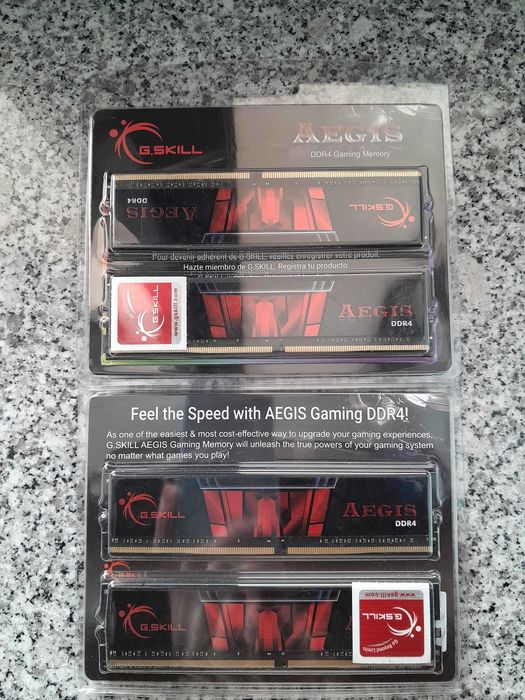 G.SKILL
AEGIS
DDR4 Gaming Memory
AEGIS
DDR4
G.SKILL
Pour devenir adhérent de G.SKILL, veuillez enregistrer votre produit.
Hazte miembro de G.SKILL. Registra tu producto.
G.SKILL
www.gskill.com
AEGIS
DDR4
Feel the Speed with AEGIS Gaming DDR4!
As one of the easiest & most cost-effective way to upgrade your gaming experiences,
G.SKILL AEGIS Gaming Memory will unleash the true powers of your gaming system
no matter what games you play!
G.SKILL
AEGIS
DDR4
G.SKILL
www.gskill.com
G.SKILL
Go Beyond Limits